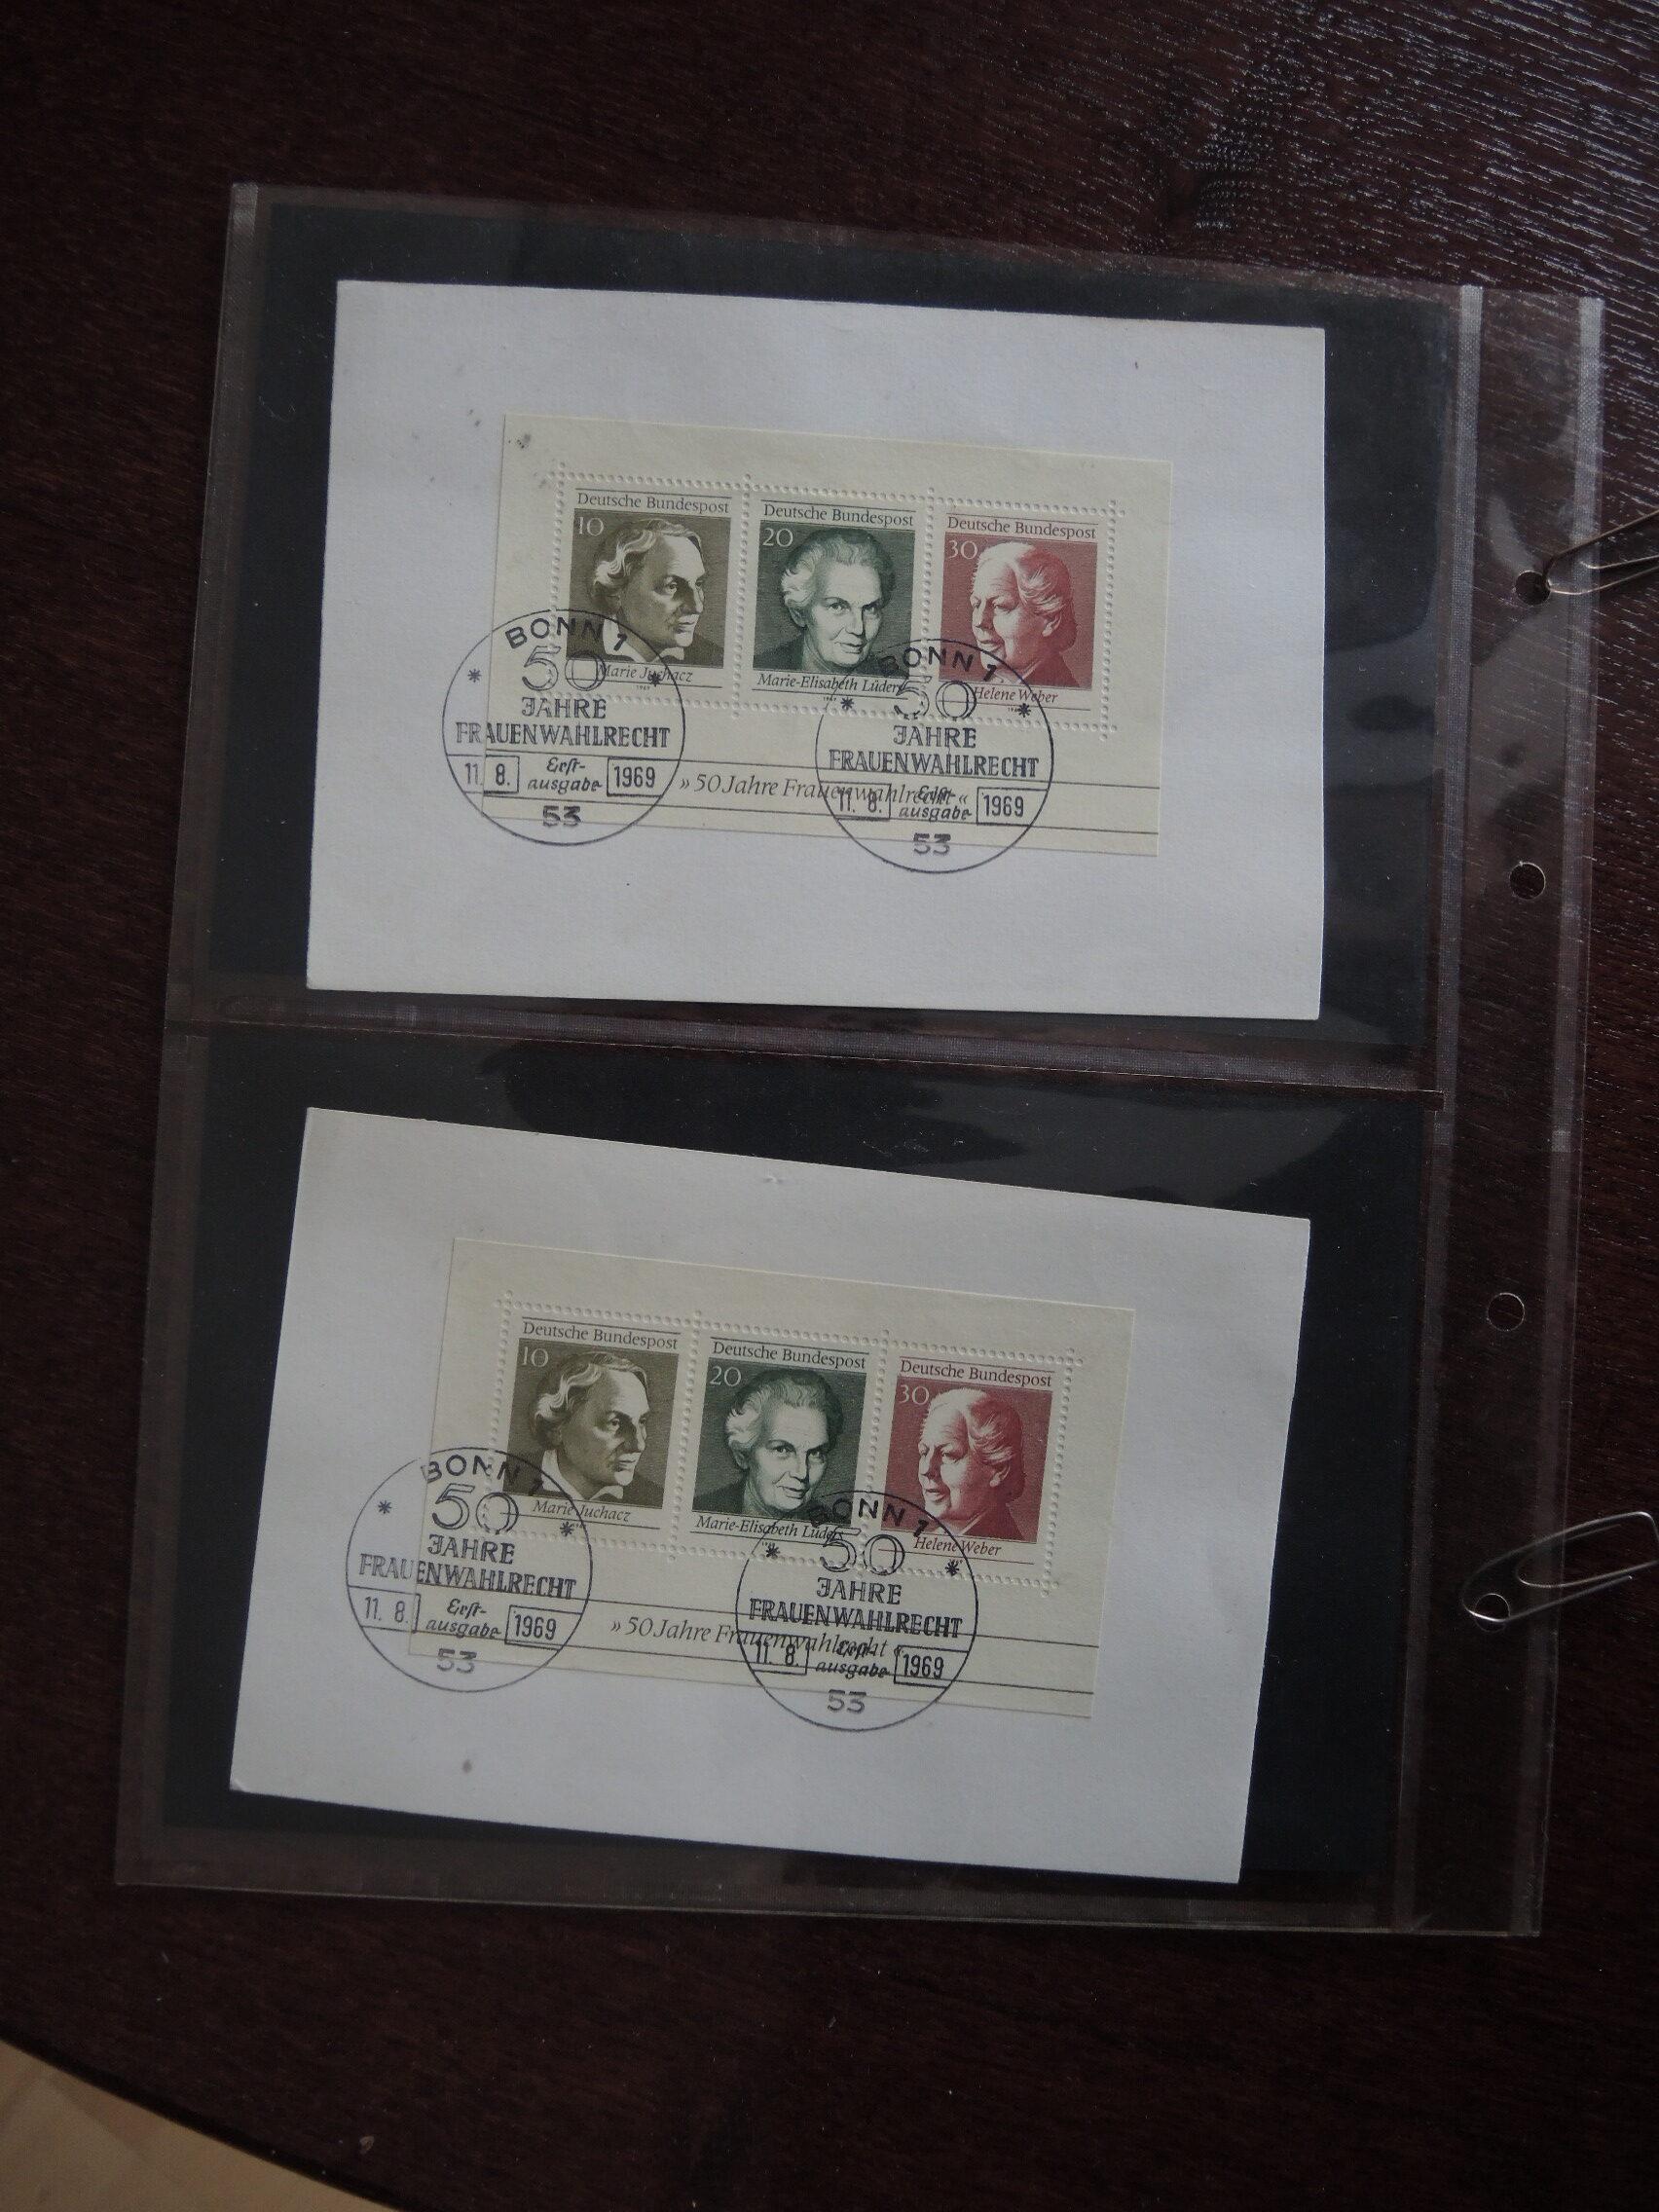 Deutsche Bundespost
10
Marie Juchacz
Deutsche Bundespost
20
Marie-Elisabeth Lüders
Deutsche Bundespost
30
Helene Weber
»50 Jahre Frauenwahlrecht«
BONN 1
50
JAHRE
FRAUENWAHLRECHT
11. 8. Erst-
ausgabe 1969
53
BONN 1
50
JAHRE
FRAUENWAHLRECHT
11. 8. Erst-
ausgabe 1969
53
Deutsche Bundespost
10
Marie Juchacz
Deutsche Bundespost
20
Marie-Elisabeth Lüders
Deutsche Bundespost
30
Helene Weber
»50 Jahre Frauenwahlrecht«
BONN 1
50
JAHRE
FRAUENWAHLRECHT
11. 8. Erst-
ausgabe 1969
53
BONN 1
50
JAHRE
FRAUENWAHLRECHT
11. 8. Erst-
ausgabe 1969
53